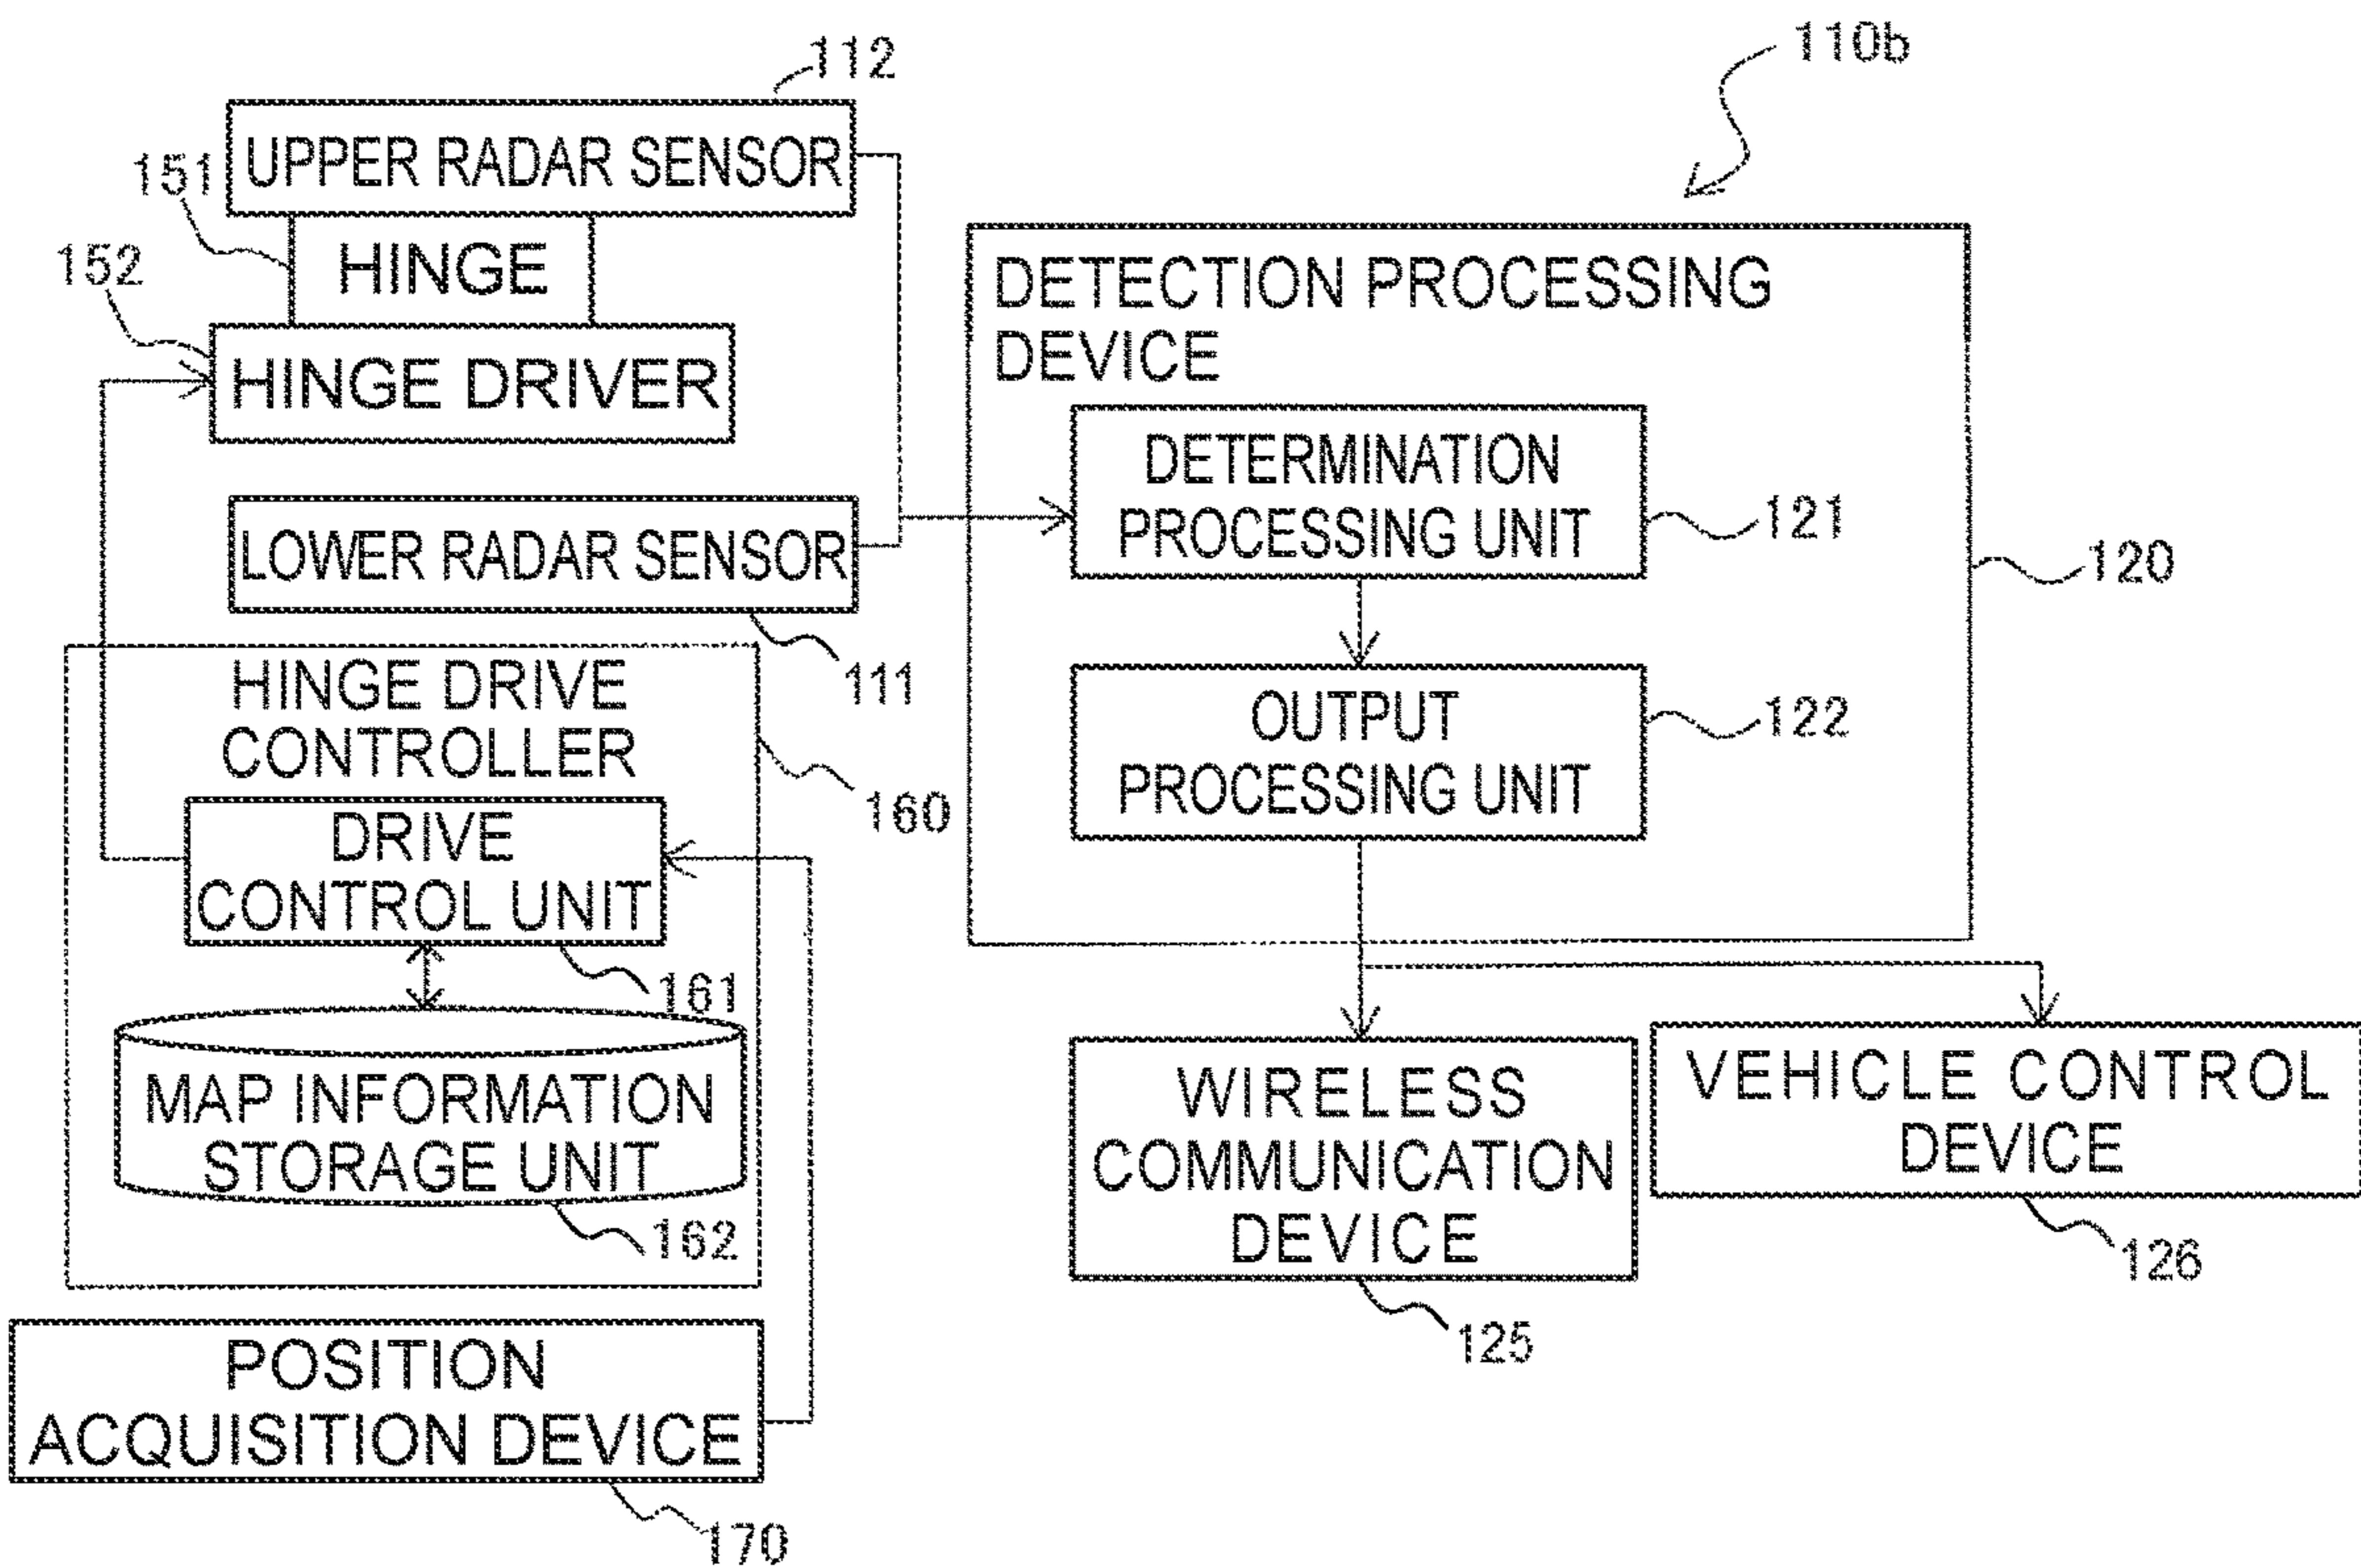 110b
112
UPPER RADAR SENSOR
151
HINGE
152
HINGE DRIVER
LOWER RADAR SENSOR
111
HINGE DRIVE
CONTROLLER
160
DRIVE
CONTROL UNIT
161
MAP INFORMATION
STORAGE UNIT
162
POSITION
ACQUISITION DEVICE
170
DETECTION PROCESSING
DEVICE
120
DETERMINATION
PROCESSING UNIT
121
OUTPUT
PROCESSING UNIT
122
WIRELESS
COMMUNICATION
DEVICE
125
VEHICLE CONTROL
DEVICE
126